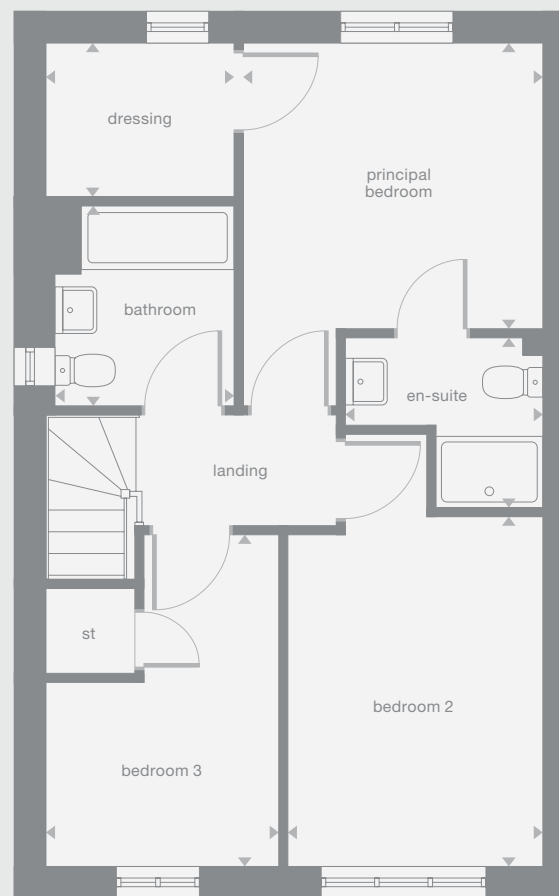 dressing
principal
bedroom
bathroom
en-suite
landing
st
bedroom 2
bedroom 3